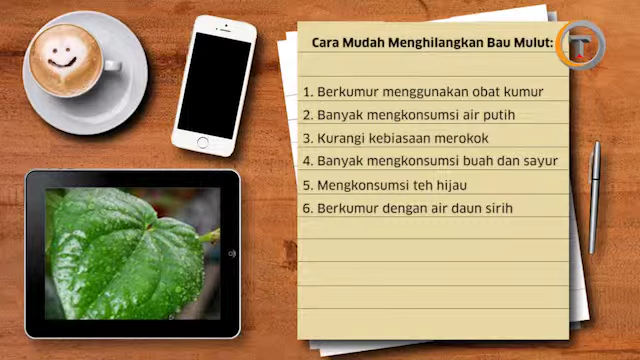 Cara Mudah Menghilangkan Bau Mulut:
1. Berkumur menggunakan obat kumur
2. Banyak mengkonsumsi air putih
3. Kurangi kebiasaan merokok
4. Banyak mengkonsumsi buah dan sayur
5. Mengkonsumsi teh hijau
6. Berkumur dengan air daun sirih